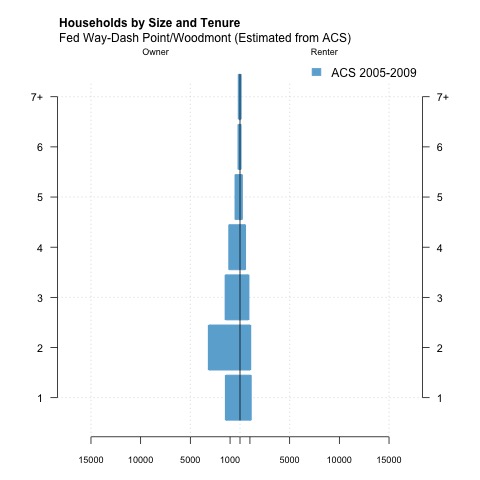 Households by Size and Tenure
Fed Way-Dash Point/Woodmont (Estimated from ACS)
Owner Renter
ACS 2005-2009
7+ 7+
6 6
5 5
4 4
3 3
2 2
1 1
15000 10000 5000 1000 5000 10000 15000